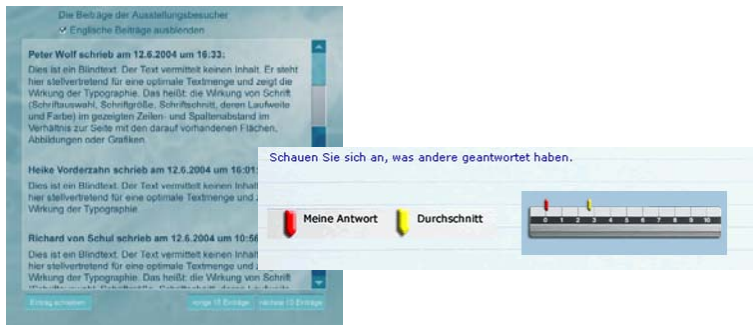 Die Beiträge der Ausstellungsbesucher
Englische Beiträge ausblenden
Peter Wolf schrieb am 12.6.2004 um 16:33:
Dies ist ein Blindtext. Der Text vermittelt keinen Inhalt. Er steht
hier stellvertretend für eine optimale Textmenge und zeigt die
Wirkung der Typographie. Das heißt: die Wirkung von Schrift
(Schriftauswahl, Schriftgröße, Schriftschnitt, deren Laufweite
und Farbe) im gezeigten Zeilen- und Spaltenabstand im
Verhältnis zur Seite mit den darauf vorhandenen Flächen,
Abbildungen oder Grafiken.
Heike Vorderzahn schrieb am 12.6.2004 um 16:01:
Dies ist ein Blindtext. Der Text vermittelt keinen Inhalt
hier stellvertretend für eine optimale Textmenge und
Wirkung der Typographie.
Richard von Schul schrieb am 12.6.2004 um 10:56
Dies ist ein Blindtext. Der Text vermittelt keinen Inhalt
hier stellvertretend für eine optimale Textmenge und
Wirkung der Typographie. Das heißt: die Wirkung von Schrift
Eintrag schreiben
vorige 10 Einträge
nächste 10 Einträge
Schauen Sie sich an, was andere geantwortet haben.
Meine Antwort
Durchschnitt
0 1 2 3 4 5 6 7 8 9 10